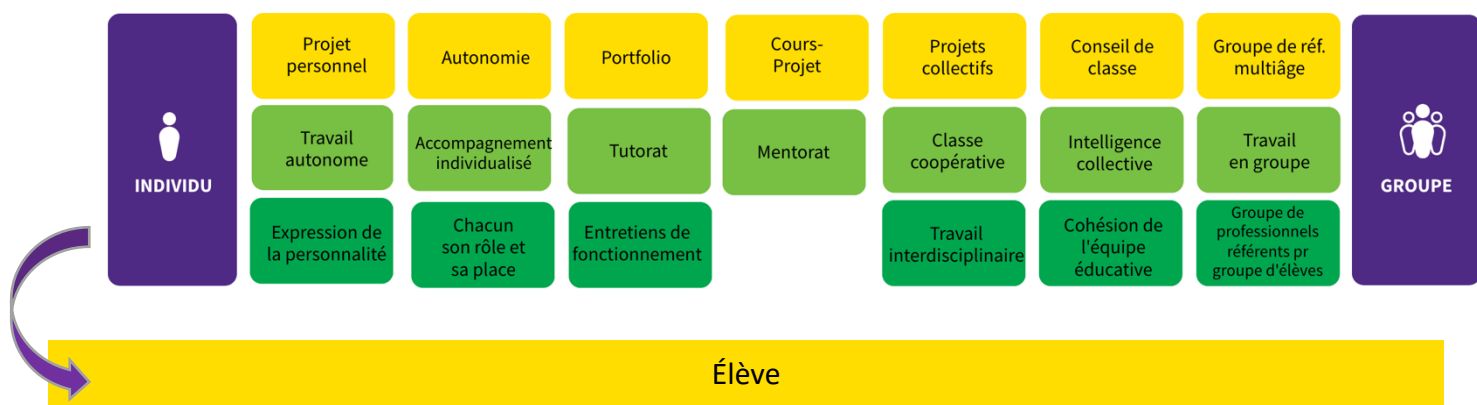 INDIVIDU
Projet
personnel
Autonomie
Portfolio
Cours-
Projet
Projets
collectifs
Conseil de
classe
Groupe de réf.
multiâge
Travail
autonome
Accompagnement
individualisé
Tutorat
Mentorat
Classe
coopérative
Intelligence
collective
Travail
en groupe
Expression de
la personnalité
Chacun
son rôle et
sa place
Entretiens de
fonctionnement
Travail
interdisciplinaire
Cohésion de
l'équipe
éducative
Groupe de
professionnels
référents pr
groupe d'élèves
GROUPE
Élève